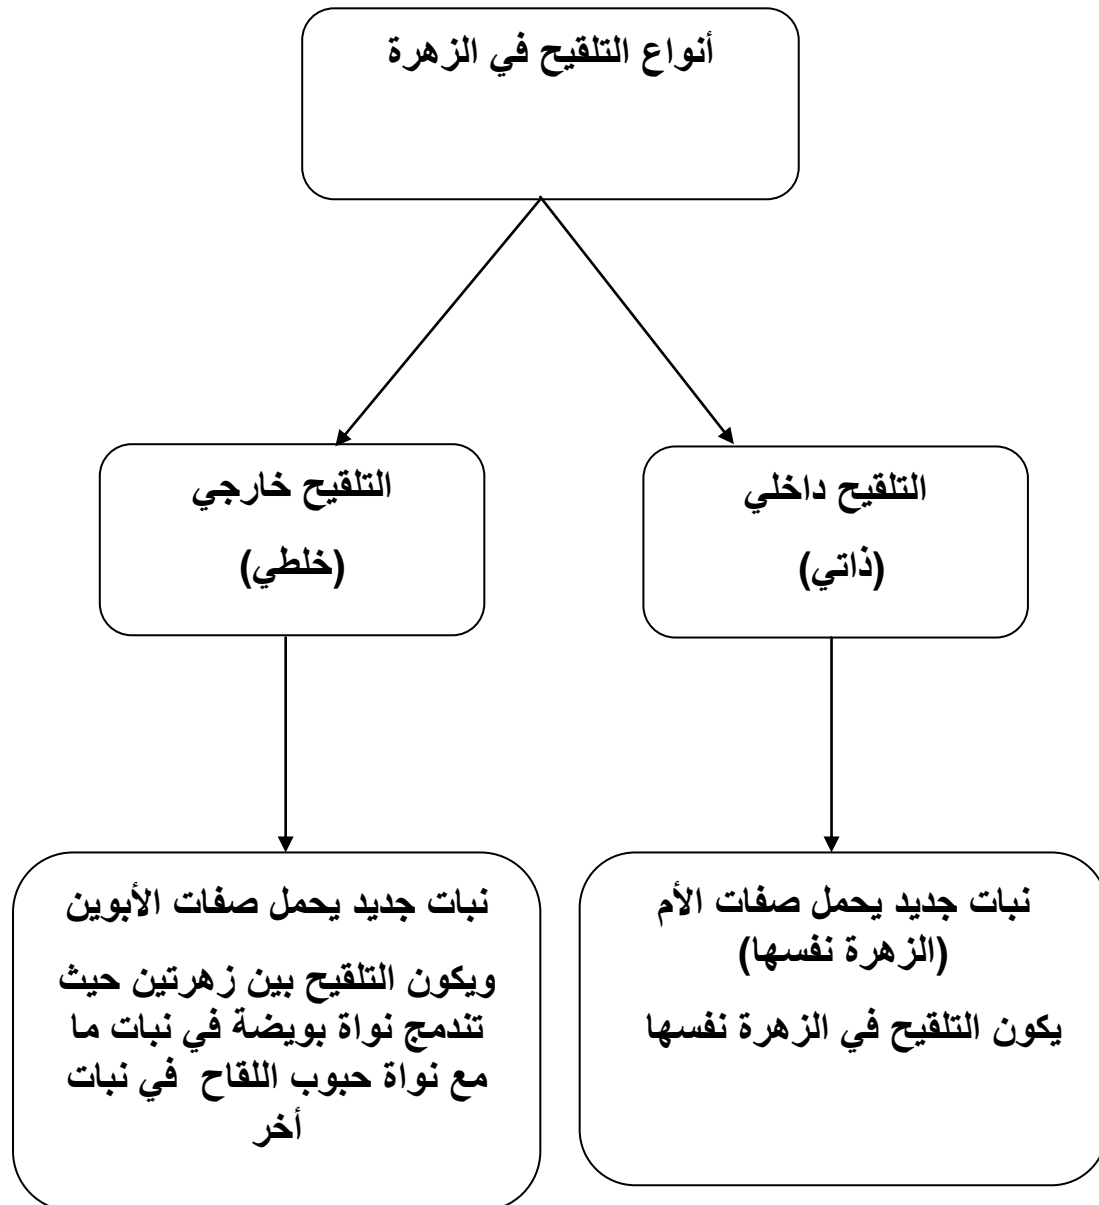 أنواع التلقيح في الزهرة
التلقيح داخلي
(ذاتي)
التلقيح خارجي
(خلطي)
نبات جديد يحمل صفات الأم
(الزهرة نفسها)
يكون التلقيح في الزهرة نفسها
نبات جديد يحمل صفات الأبوين
ويكون التلقيح بين زهرتين حيث
تندمج نواة بويضة في نبات ما
مع نواة حبوب اللقاح في نبات
أخر